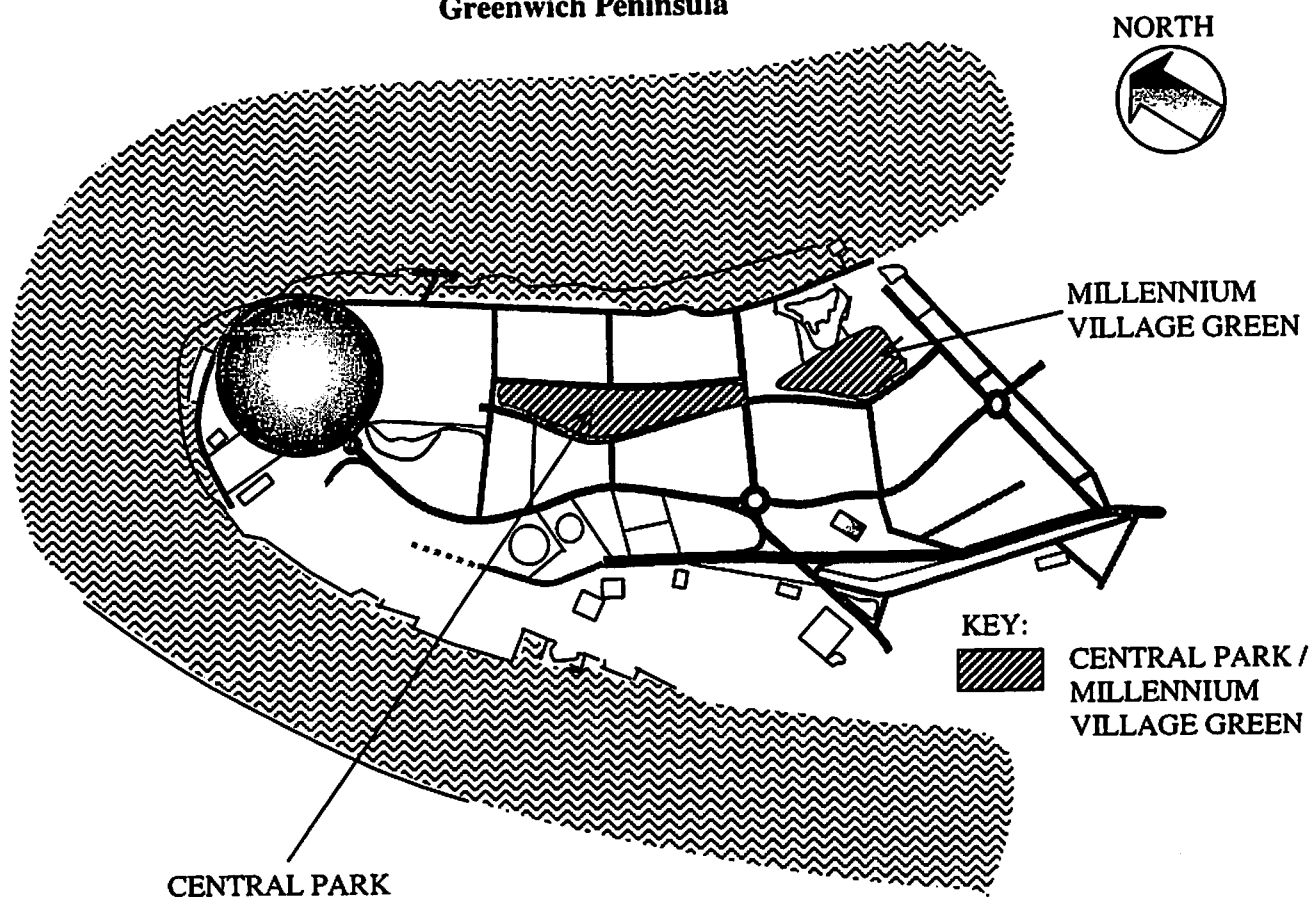 Greenwich Peninsula
NORTH
MILLENNIUM
VILLAGE GREEN
KEY:
CENTRAL PARK /
MILLENNIUM
VILLAGE GREEN
CENTRAL PARK